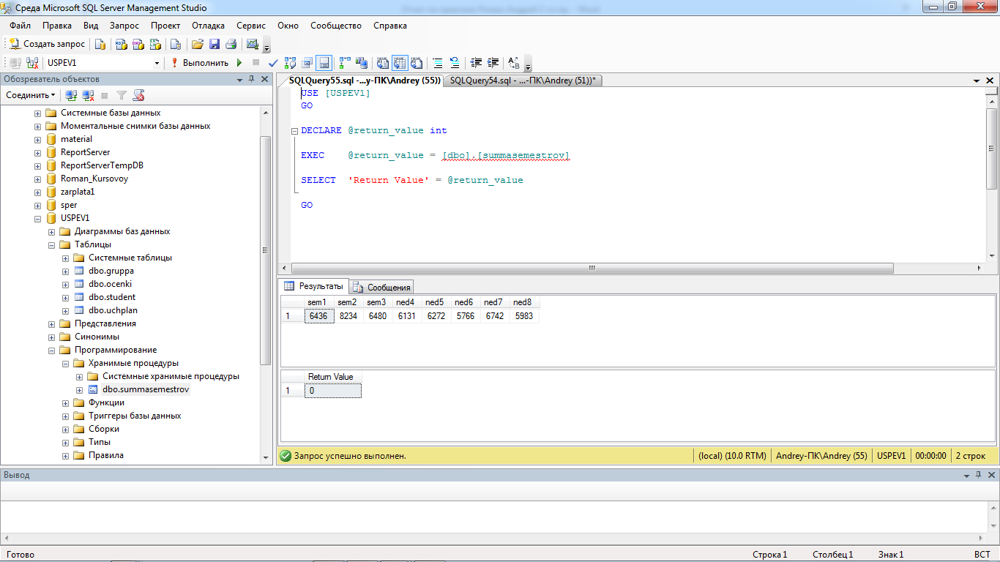 Среда Microsoft SQL Server Management Studio
Файл Правка Вид Запрос Проект Отладка Сервис Окно Сообщество Справка
Создать запрос
USPEV1 Выполнить
Обозреватель объектов
Соединить
Системные базы данных
Моментальные снимки базы данных
material
ReportServer
ReportServerTempDB
Roman_Kursovoy
zarplata1
sper
USPEV1
Диаграммы баз данных
Таблицы
Системные таблицы
dbo.gruppa
dbo.ocenki
dbo.student
dbo.uchplan
Представления
Синонимы
Программирование
Хранимые процедуры
Системные хранимые процедуры
dbo.summasemestrov
Функции
Триггеры базы данных
Сборки
Типы
Правила
SQLQuery55.sql -...y-ПК\Andrey (55)) SQLQuery54.sql - ...-ПК\Andrey (51))*
USE [USPEV1]
GO
DECLARE @return_value int
EXEC @return_value = [dbo].[summasemestrov]
SELECT 'Return Value' = @return_value
GO
Результаты Сообщения
sem1 sem2 sem3 ned4 ned5 ned6 ned7 ned8
1 6436 8234 6480 6131 6272 5766 6742 5983
Return Value
1 0
Запрос успешно выполнен. (local) (10.0 RTM) Andrey-ПК\Andrey (55) USPEV1 00:00:00 2 строк
Вывод
Готово Строка 1 Столбец 1 Знак 1 ВСТ